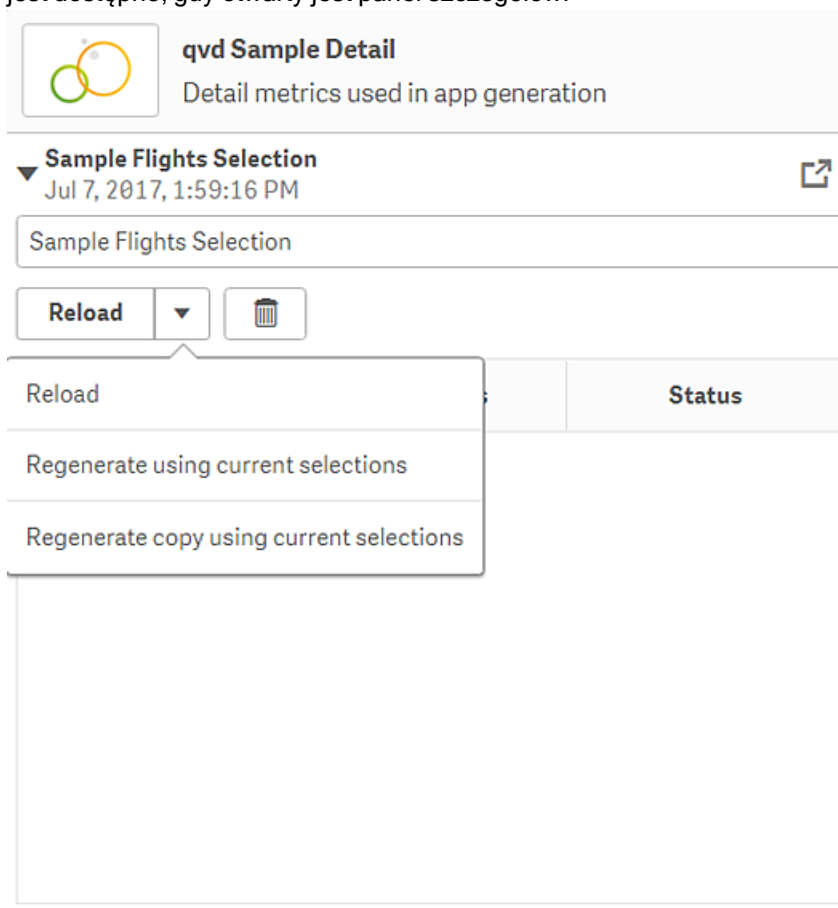 qvd Sample Detail
Detail metrics used in app generation
Sample Flights Selection
Jul 7, 2017, 1:59:16 PM
Sample Flights Selection
Reload
Reload
Status
Regenerate using current selections
Regenerate copy using current selections